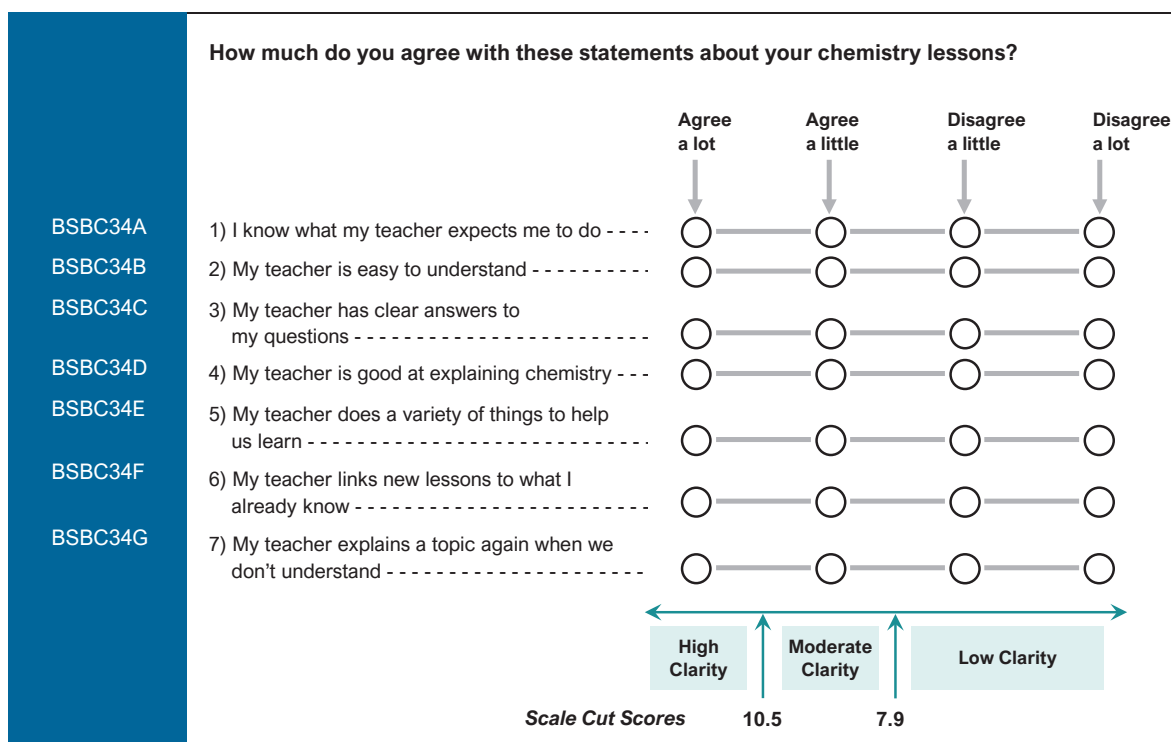 How much do you agree with these statements about your chemistry lessons?
Agree a lot
Agree a little
Disagree a little
Disagree a lot
BSBC34A
1) I know what my teacher expects me to do - - - -
BSBC34B
2) My teacher is easy to understand - - - - - - - - - -
BSBC34C
3) My teacher has clear answers to
my questions - - - - - - - - - - - - - - - - - - - - - - - -
BSBC34D
4) My teacher is good at explaining chemistry - - -
BSBC34E
5) My teacher does a variety of things to help
us learn - - - - - - - - - - - - - - - - - - - - - - - - - - - -
BSBC34F
6) My teacher links new lessons to what I
already know - - - - - - - - - - - - - - - - - - - - - - - -
BSBC34G
7) My teacher explains a topic again when we
don’t understand - - - - - - - - - - - - - - - - - - - - -
High
Clarity
Moderate
Clarity
Low Clarity
Scale Cut Scores 10.5 7.9